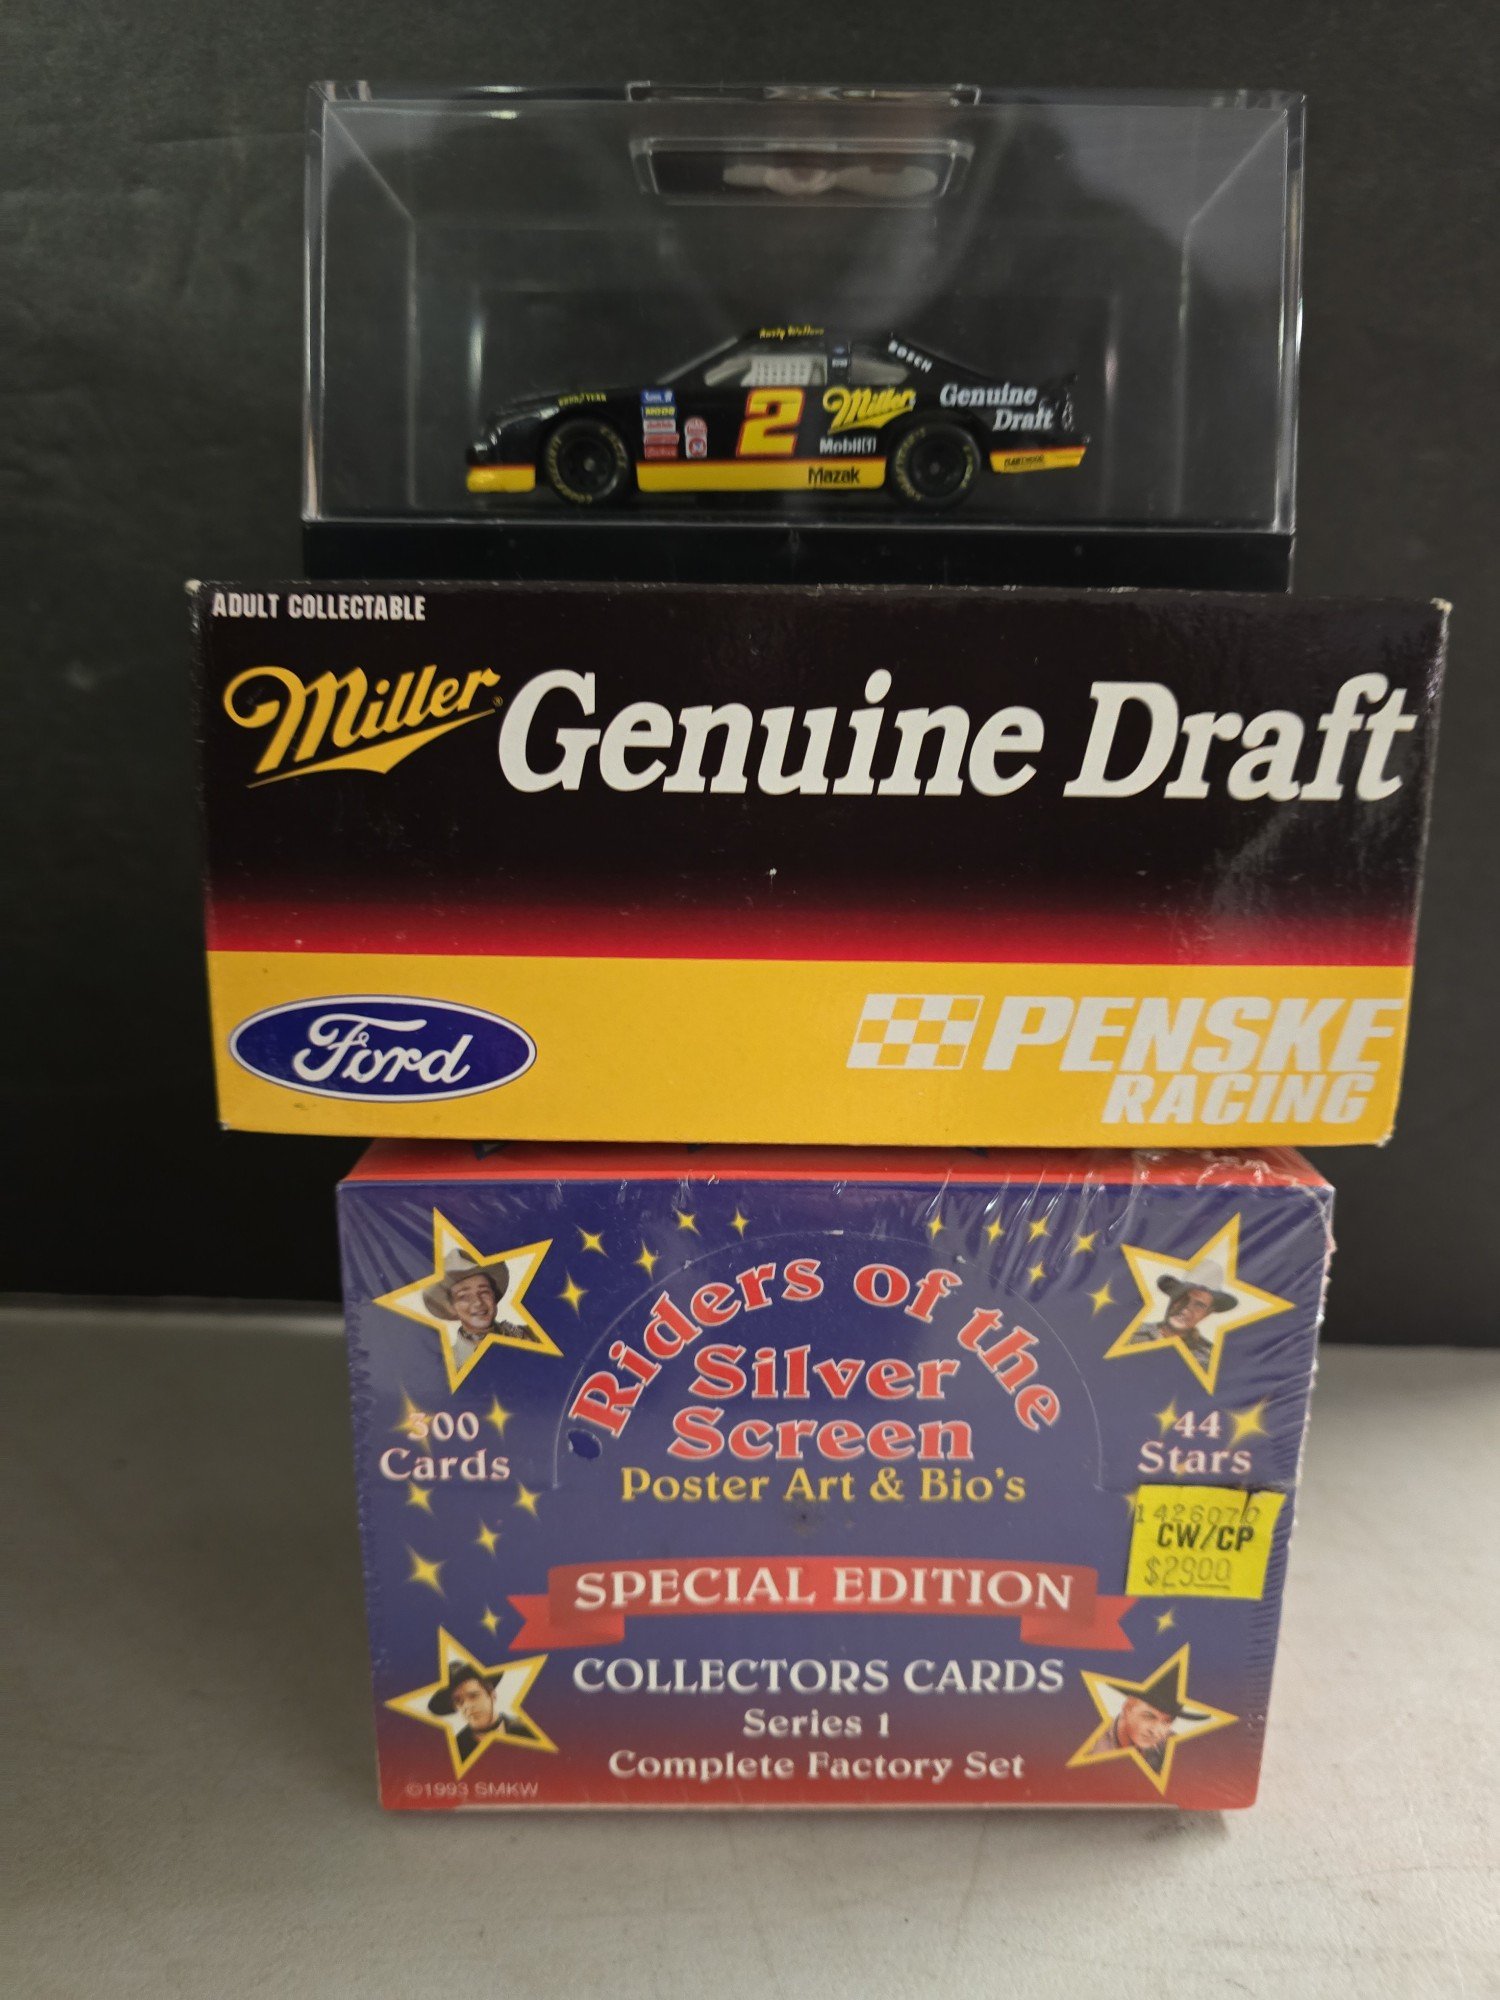 Rusty Wallace
BOSCH
GOODYEAR
2
Miller
Genuine
Draft
Mobil 1
Mazak
ADULT COLLECTABLE
Miller Genuine Draft
Ford
PENSKE
RACING
Riders of the
Silver
Screen
Poster Art & Bio's
300
Cards
44
Stars
1426070
CW/CP
$29.00
SPECIAL EDITION
COLLECTORS CARDS
Series 1
Complete Factory Set
©1993 SMKW